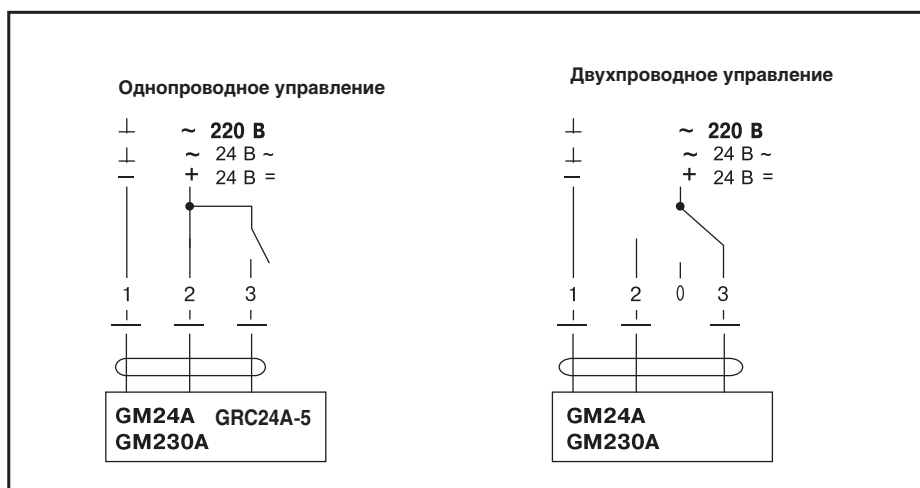 Однопроводное управление
⊥ ~ 220 В
⊥ ~ 24 В ~
− + 24 В =
1 2 3
GM24A GRC24A-5
GM230A
Двухпроводное управление
⊥ ~ 220 В
⊥ ~ 24 В ~
− + 24 В =
1 2 0 3
GM24A
GM230A